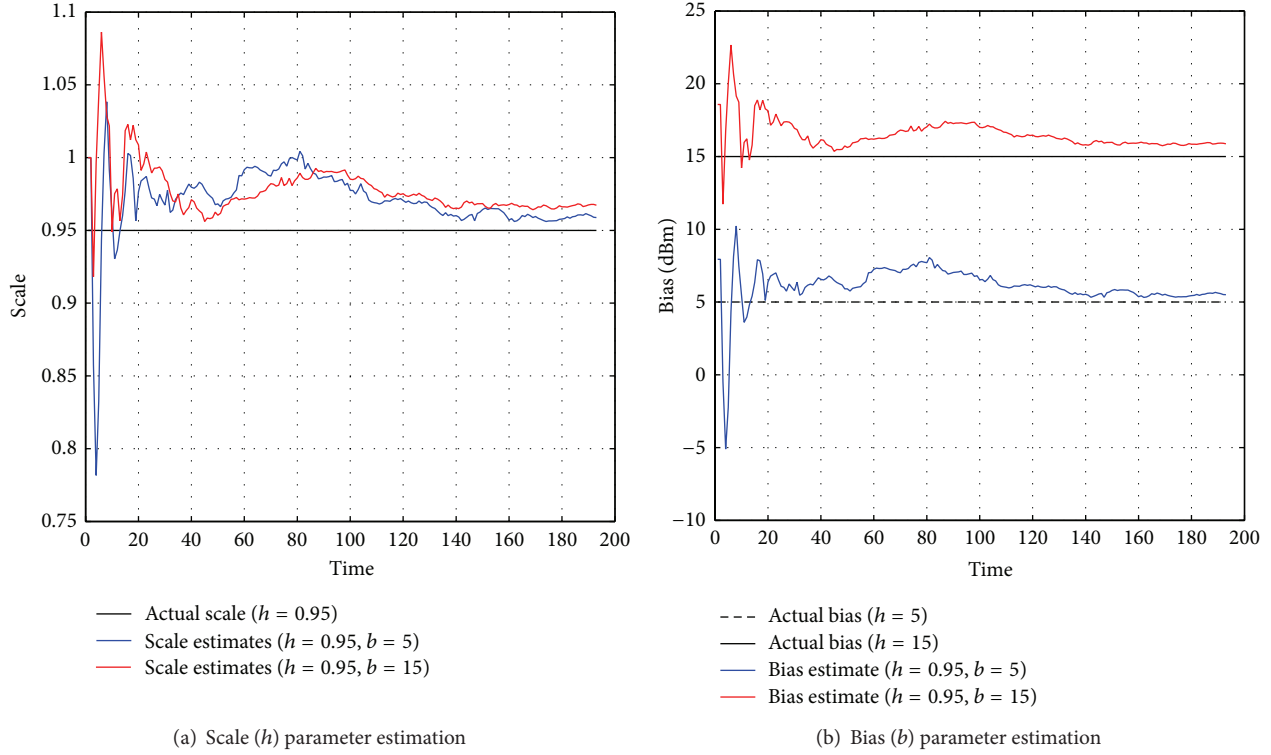 1.1
1.05
1
0.95
0.9
0.85
0.8
0.75
Scale
0 20 40 60 80 100 120 140 160 180 200
Time
Actual scale (h = 0.95)
Scale estimates (h = 0.95, b = 5)
Scale estimates (h = 0.95, b = 15)
(a) Scale (h) parameter estimation
25
20
15
10
5
0
−5
−10
Bias (dBm)
0 20 40 60 80 100 120 140 160 180 200
Time
Actual bias (h = 5)
Actual bias (h = 15)
Bias estimate (h = 0.95, b = 5)
Bias estimate (h = 0.95, b = 15)
(b) Bias (b) parameter estimation